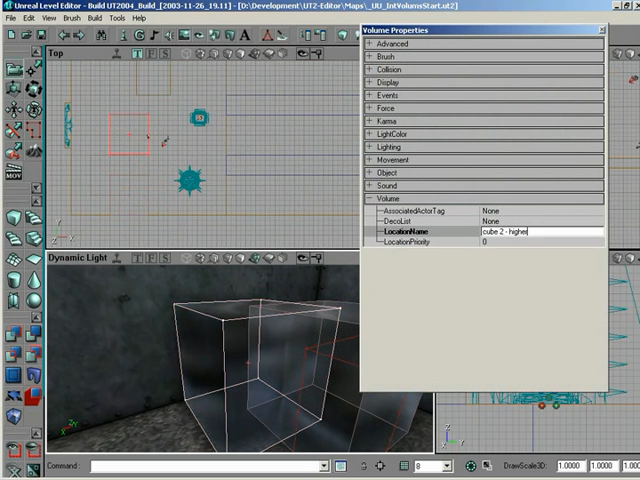 Unreal Level Editor - Build UT2004_Build_[2003-11-26_19.11] - [D:\Development\UT2-Editor\Maps\_UU_IntVolumsStart.ut2]
File Edit View Brush Build Tools Help
Top
Volume Properties
Advanced
Brush
Collision
Display
Events
Force
Karma
LightColor
Lighting
Movement
Object
Sound
Volume
AssociatedActorTag None
DecoList None
LocationName cube 2 - higher
LocationPriority 0
MOV
Dynamic Light
Command :
8
DrawScale3D: 1.0000 1.0000 1.000